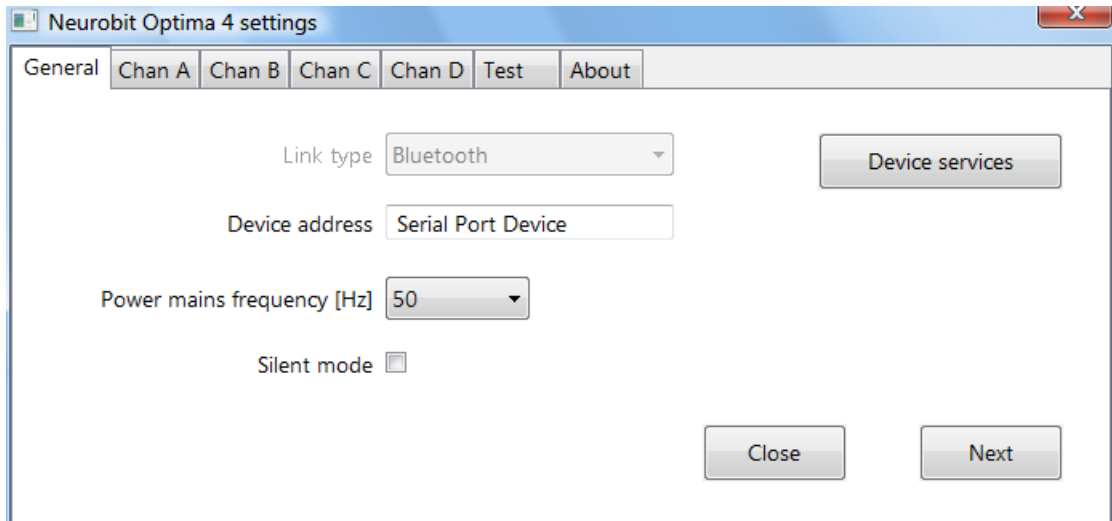 Neurobit Optima 4 settings
General Chan A Chan B Chan C Chan D Test About
Link type Bluetooth Device services
Device address Serial Port Device
Power mains frequency [Hz] 50
Silent mode
Close Next